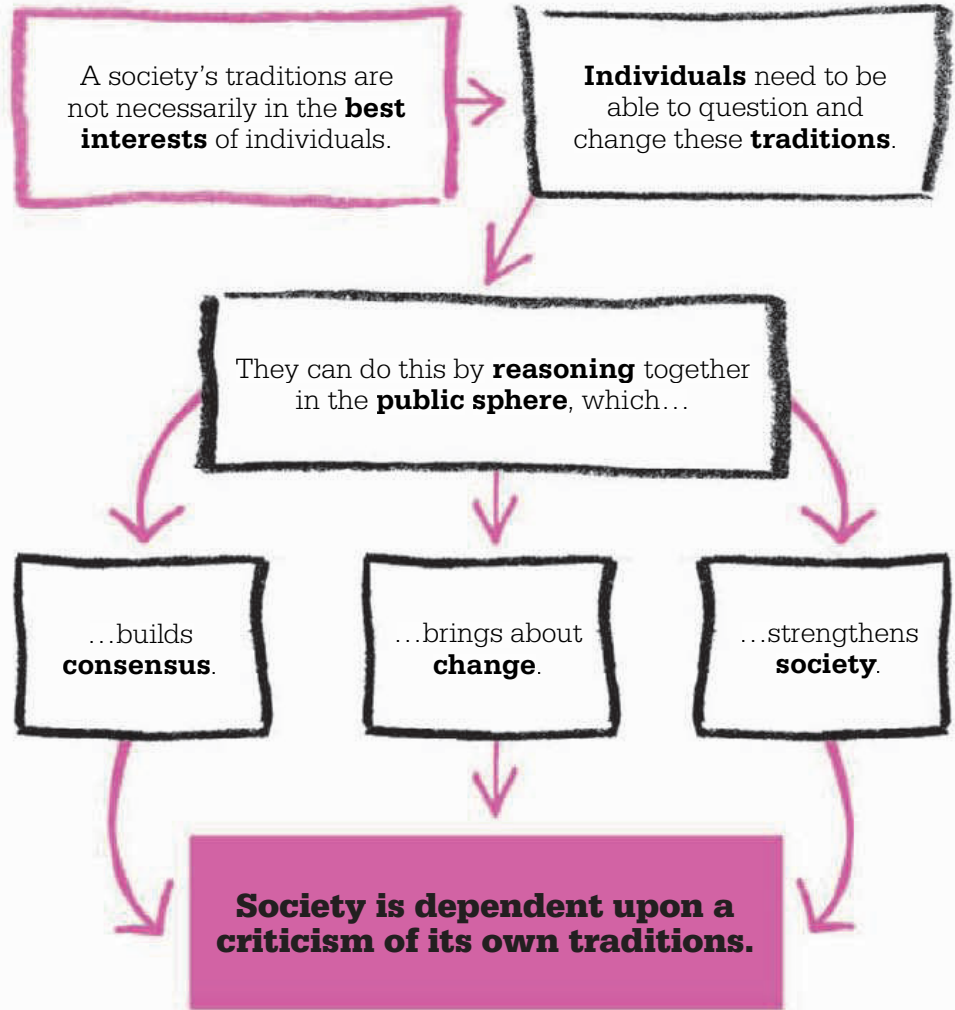 A society’s traditions are
not necessarily in the best
interests of individuals.
Individuals need to be
able to question and
change these traditions.
They can do this by reasoning together
in the public sphere, which…
…builds
consensus.
…brings about
change.
…strengthens
society.
Society is dependent upon a
criticism of its own traditions.